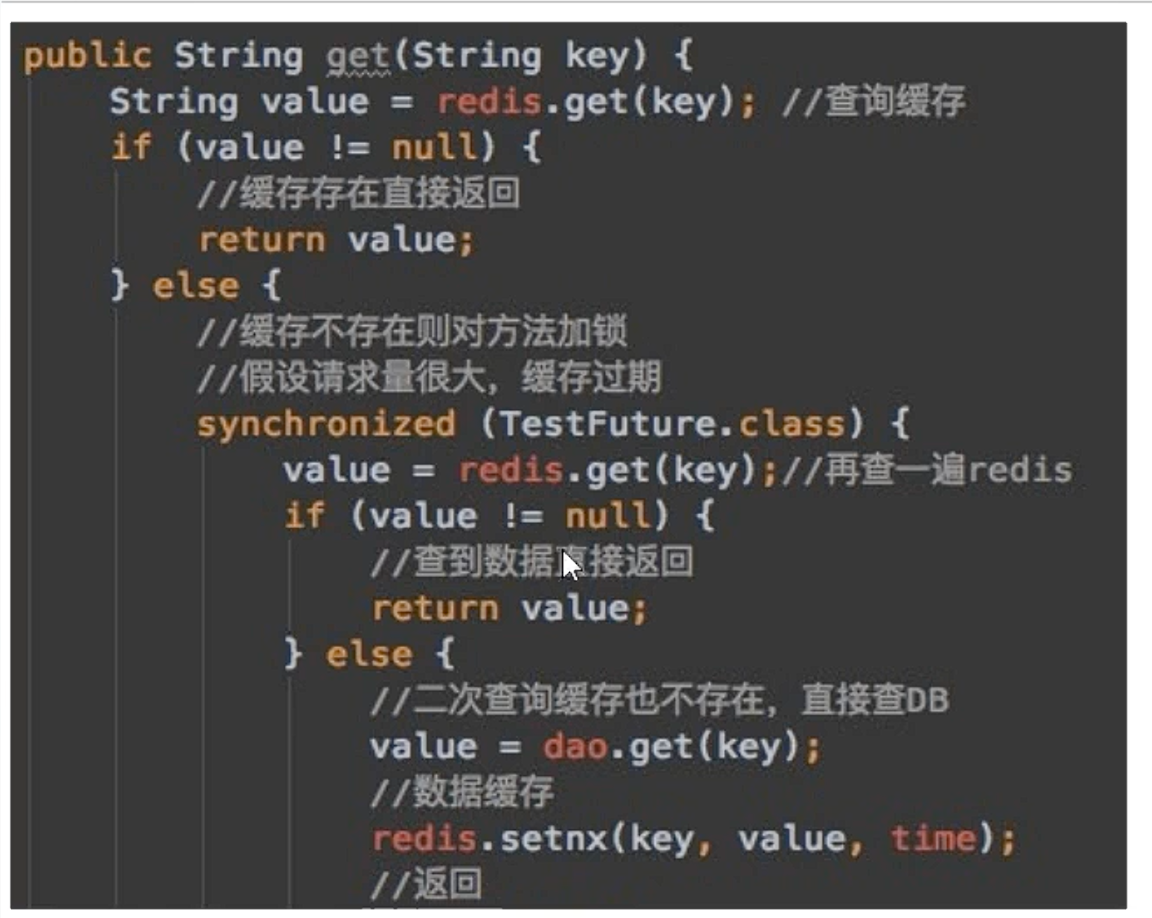 public String get(String key) {
String value = redis.get(key); //查询缓存
if (value != null) {
//缓存存在直接返回
return value;
} else {
//缓存不存在则对方法加锁
//假设请求量很大，缓存过期
synchronized (TestFuture.class) {
value = redis.get(key);//再查一遍redis
if (value != null) {
//查到数据直接返回
return value;
} else {
//二次查询缓存也不存在，直接查DB
value = dao.get(key);
//数据缓存
redis.setnx(key, value, time);
//返回